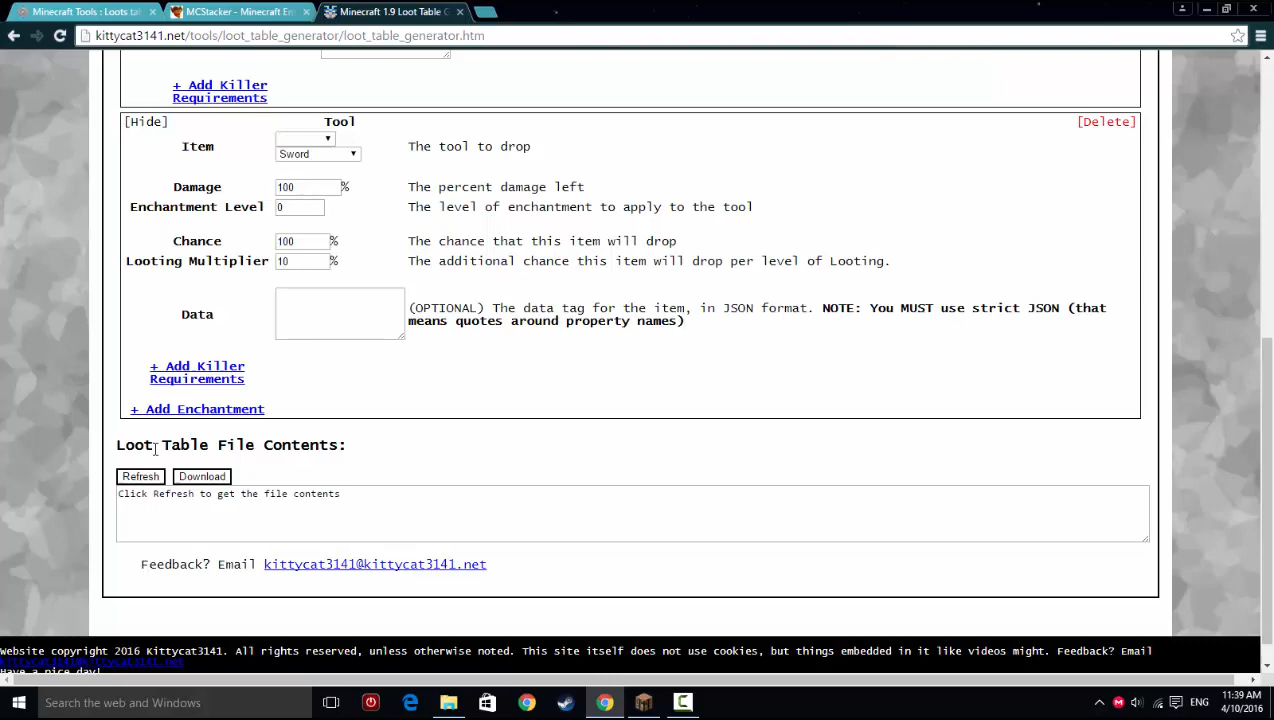 Minecraft Tools : Loots ta
MCStacker - Minecraft En
Minecraft 1.9 Loot Table G
kittycat3141.net/tools/loot_table_generator/loot_table_generator.htm
+ Add Killer
Requirements
[Hide] Tool [Delete]
Item Sword The tool to drop
Damage 100 % The percent damage left
Enchantment Level 0 The level of enchantment to apply to the tool
Chance 100 % The chance that this item will drop
Looting Multiplier 10 % The additional chance this item will drop per level of Looting.
Data (OPTIONAL) The data tag for the item, in JSON format. NOTE: You MUST use strict JSON (that
means quotes around property names)
+ Add Killer
Requirements
+ Add Enchantment
Loot Table File Contents:
Refresh Download
Click Refresh to get the file contents
Feedback? Email kittycat3141@kittycat3141.net
Website copyright 2016 Kittycat3141. All rights reserved, unless otherwise noted. This site itself does not use cookies, but things embedded in it like videos might. Feedback? Email
kittycat3141@kittycat3141.net
Have a nice day!
Search the web and Windows
ENG
11:39 AM
4/10/2016